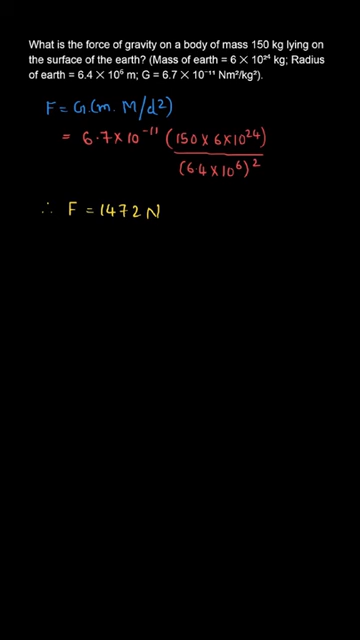 What is the force of gravity on a body of mass 150 kg lying on
the surface of the earth? (Mass of earth = 6 × 10²⁴ kg; Radius
of earth = 6.4 × 10⁶ m; G = 6.7 × 10⁻¹¹ Nm²/kg²).
F = G.(m. M/d²)
= 6.7 × 10⁻¹¹ (150 × 6 × 10²⁴)
(6.4 × 10⁶)²
∴ F = 1472 N